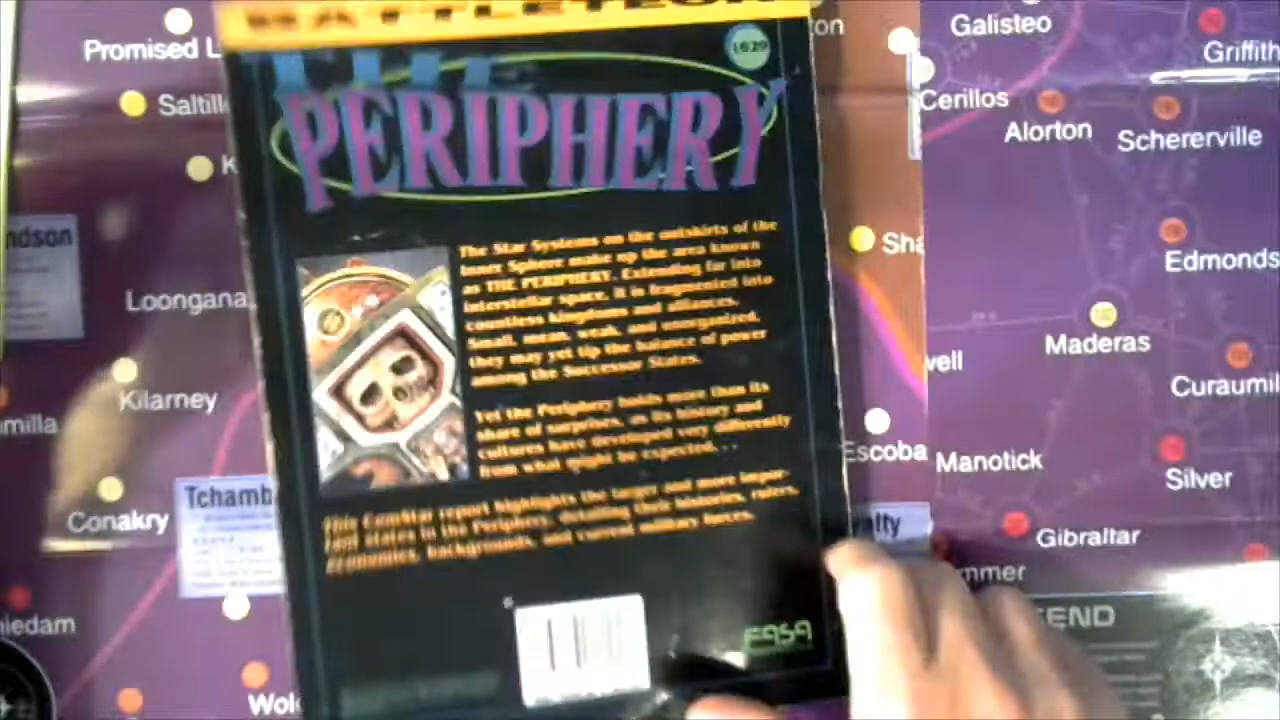 BATTLETECH
THE
PERIPHERY
1629
The Star Systems on the outskirts of the
Inner Sphere make up the area known
as THE PERIPHERY. Extending far into
interstellar space, it is fragmented into
countless kingdoms and alliances.
Small, mean, weak, and unorganized,
they may yet tip the balance of power
among the Successor States.
Yet the Periphery holds more than its
share of surprises, as its history and
cultures have developed very differently
from what might be expected. . .
This ComStar report highlights the larger and more impor-
tant states in the Periphery, detailing their histories, rulers,
economies, backgrounds, and current military forces.
FASA
Promised L
Saltill
K
ndson
Loongana
Kilarney
milla
Tchamb
Conakry
iedam
Wol
ton
Galisteo
Griffith
Cerillos
Alorton
Schererville
Sha
Edmonds
Maderas
well
Curaumil
Escoba
Manotick
Silver
alty
Gibraltar
mmer
END